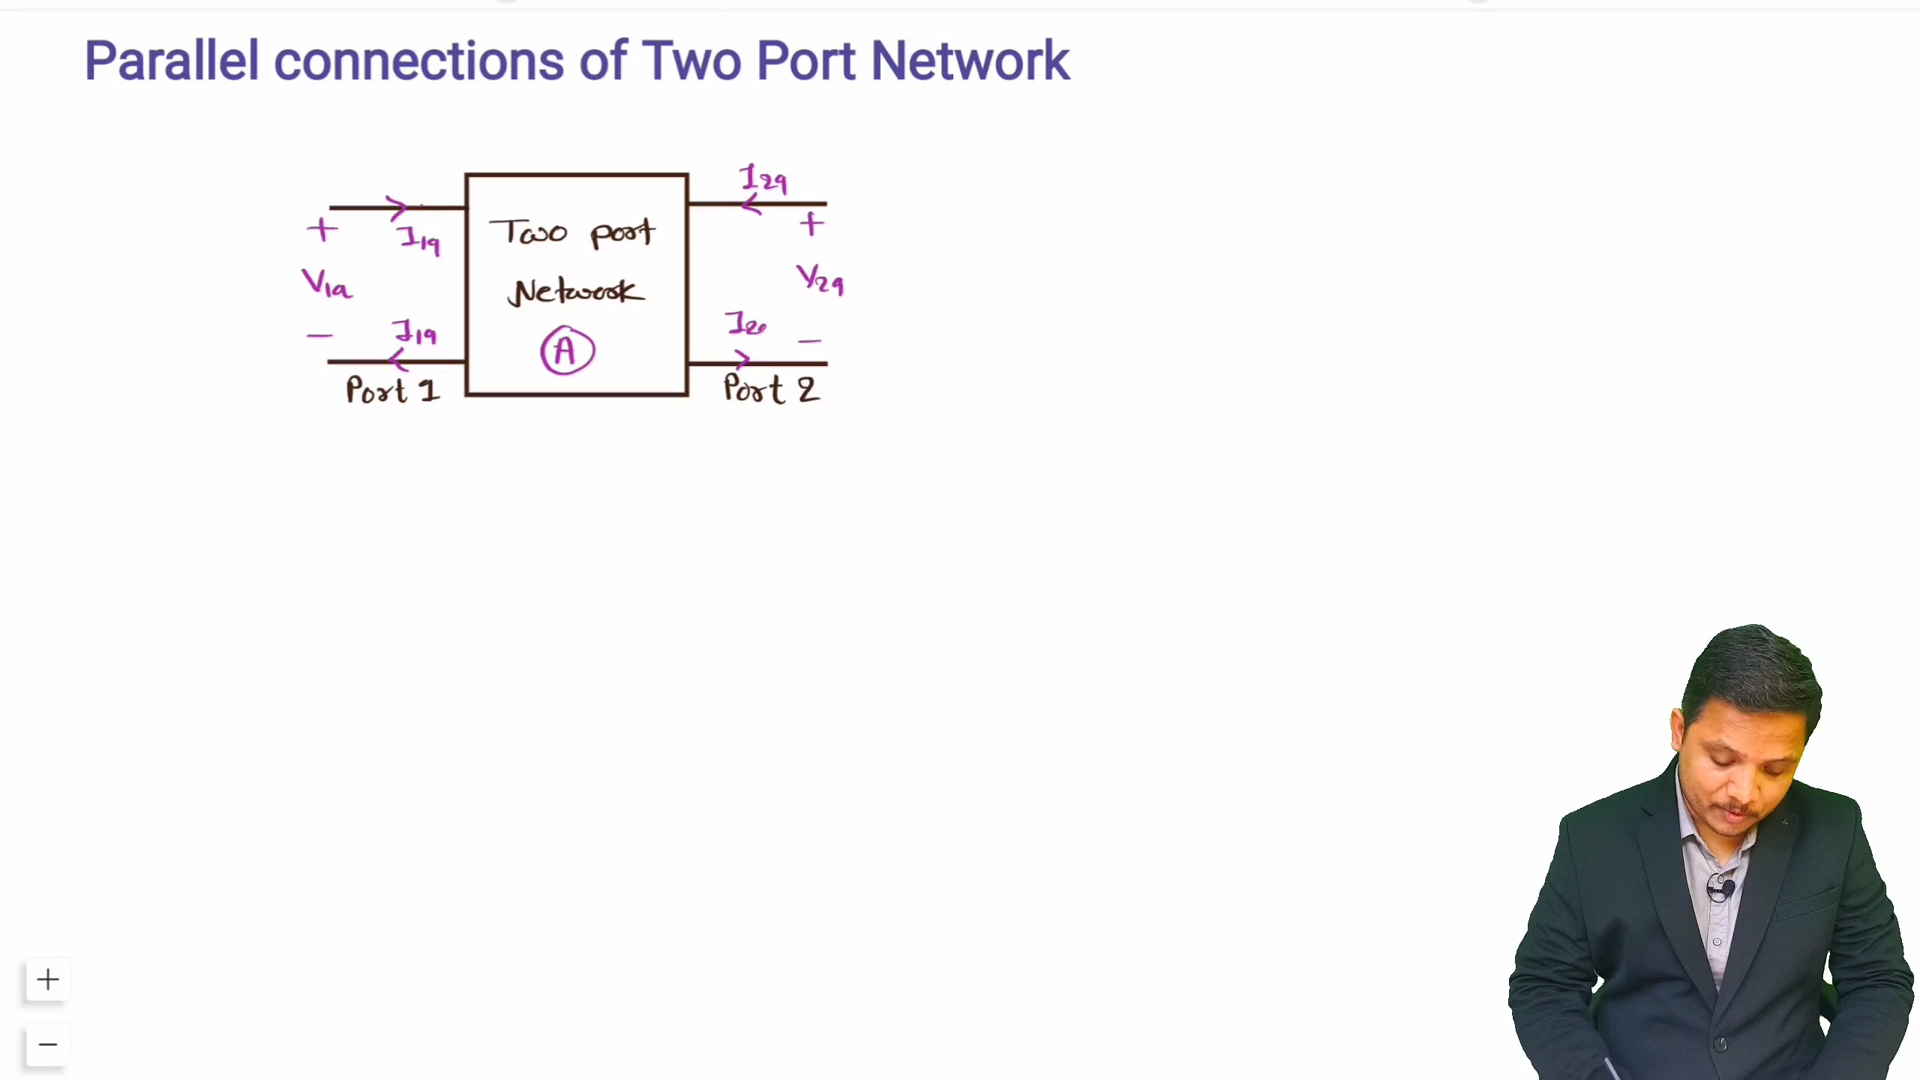 Parallel connections of Two Port Network
I2a
+ I1a Two port +
V1a Network V2a
- I1a A I2a -
Port 1 Port 2
+
-